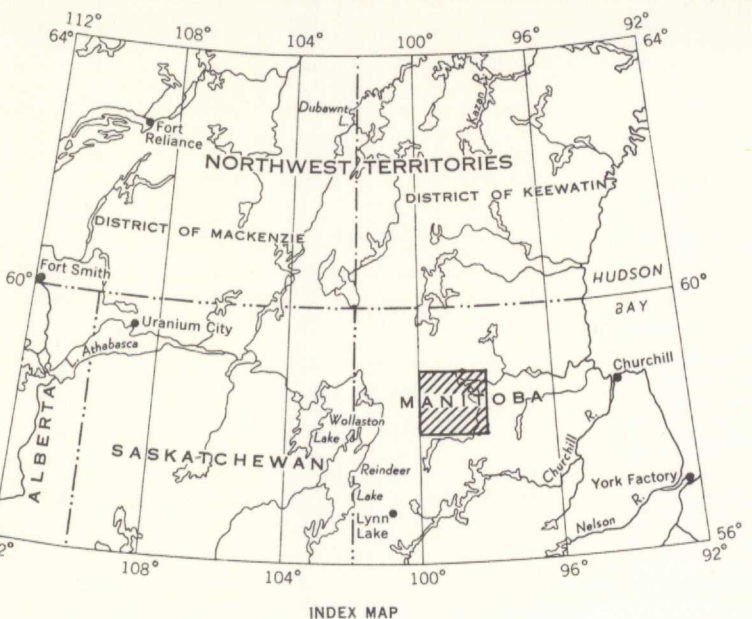 112°
108°
104°
100°
96°
92°
64°
64°
Dubawnt
L.
Kazan R.
Fort
Reliance
NORTHWEST TERRITORIES
DISTRICT OF KEEWATIN
DISTRICT OF MACKENZIE
Fort Smith
60°
HUDSON
60°
BAY
Uranium City
Athabasca
Churchill
MANITOBA
ALBERTA
Wollaston
Lake
SASKATCHEWAN
Reindeer
Lake
Churchill R.
York Factory
Lynn
Lake
Nelson R.
56°
2°
108°
104°
100°
96°
92°
INDEX MAP